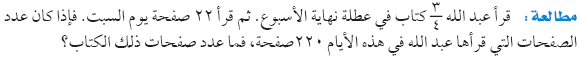 مطالعة: قرأ عبد الله ٣/٤ كتاب في عطلة نهاية الأسبوع. ثم قرأ ٢٢ صفحة يوم السبت. فإذا كان عدد
الصفحات التي قرأها عبد الله في هذه الأيام ٢٢٠ صفحة، فما عدد صفحات ذلك الكتاب؟